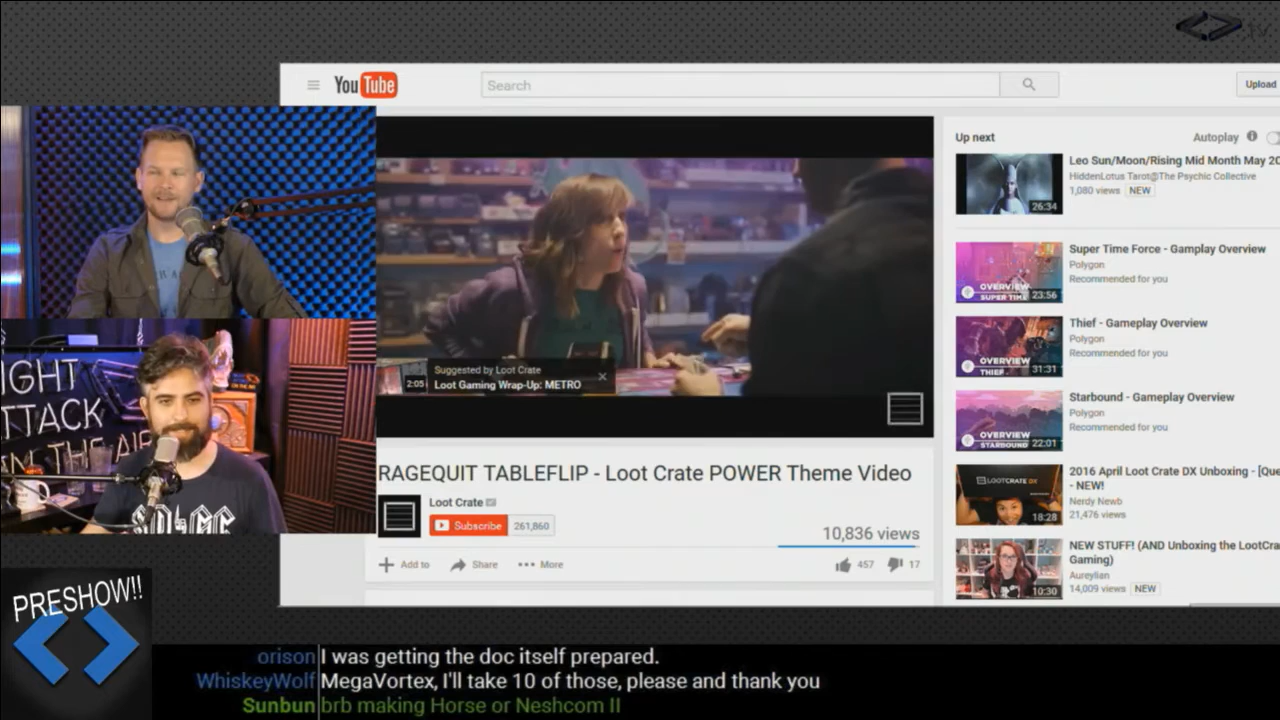 .tv
YouTube
Search
Upload
Up next
Autoplay
Leo Sun/Moon/Rising Mid Month May 20
HiddenLotus Tarot@The Psychic Collective
1,080 views NEW
26:34
Super Time Force - Gamplay Overview
Polygon
Recommended for you
OVERVIEW
SUPER TIME
23:56
Thief - Gameplay Overview
Polygon
Recommended for you
OVERVIEW
THIEF
31:31
Starbound - Gameplay Overview
Polygon
Recommended for you
OVERVIEW
STARBOUND
22:01
2016 April Loot Crate DX Unboxing - [Que
- NEW!
Nerdy Newb
21,476 views
LOOTCRATE DX
18:28
NEW STUFF! (AND Unboxing the LootCra
Gaming)
Aureylian
14,009 views NEW
10:30
2:05
Suggested by Loot Crate
Loot Gaming Wrap-Up: METRO
RAGEQUIT TABLEFLIP - Loot Crate POWER Theme Video
Loot Crate
Subscribe 261,860
10,836 views
Add to Share More
457 17
IGHT
TTACK
M THE AIR
PRESHOW!!
orison I was getting the doc itself prepared.
WhiskeyWolf MegaVortex, I'll take 10 of those, please and thank you
Sunbun brb making Horse or Neshcom II